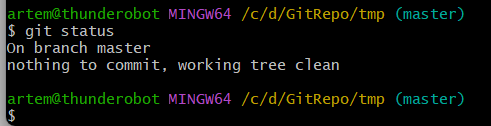 artem@thunderobot MINGW64 /c/d/GitRepo/tmp (master)
$ git status
On branch master
nothing to commit, working tree clean
artem@thunderobot MINGW64 /c/d/GitRepo/tmp (master)
$